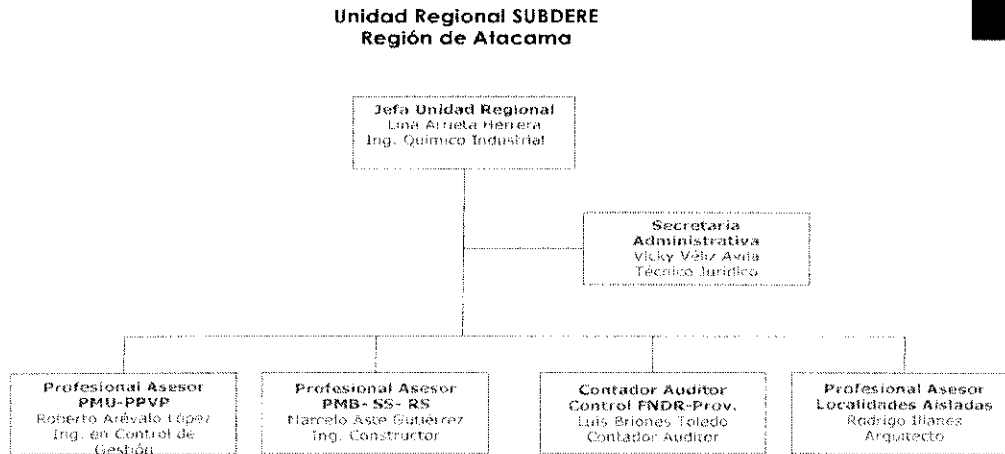 Unidad Regional SUBDERE
Región de Atacama
Jefa Unidad Regional
Lina Arrieta Herrera
Ing. Químico Industrial
Secretaria
Administrativa
Vicky Véliz Avila
Técnico Jurídico
Profesional Asesor
PMU-PPVP
Roberto Arévalo López
Ing. en Control de
Gestión
Profesional Asesor
PMB- SS- RS
Marcelo Aste Gutiérrez
Ing. Constructor
Contador Auditor
Control FNDR-Prov.
Luis Briones Toledo
Contador Auditor
Profesional Asesor
Localidades Aisladas
Rodrigo Illanes
Arquitecto